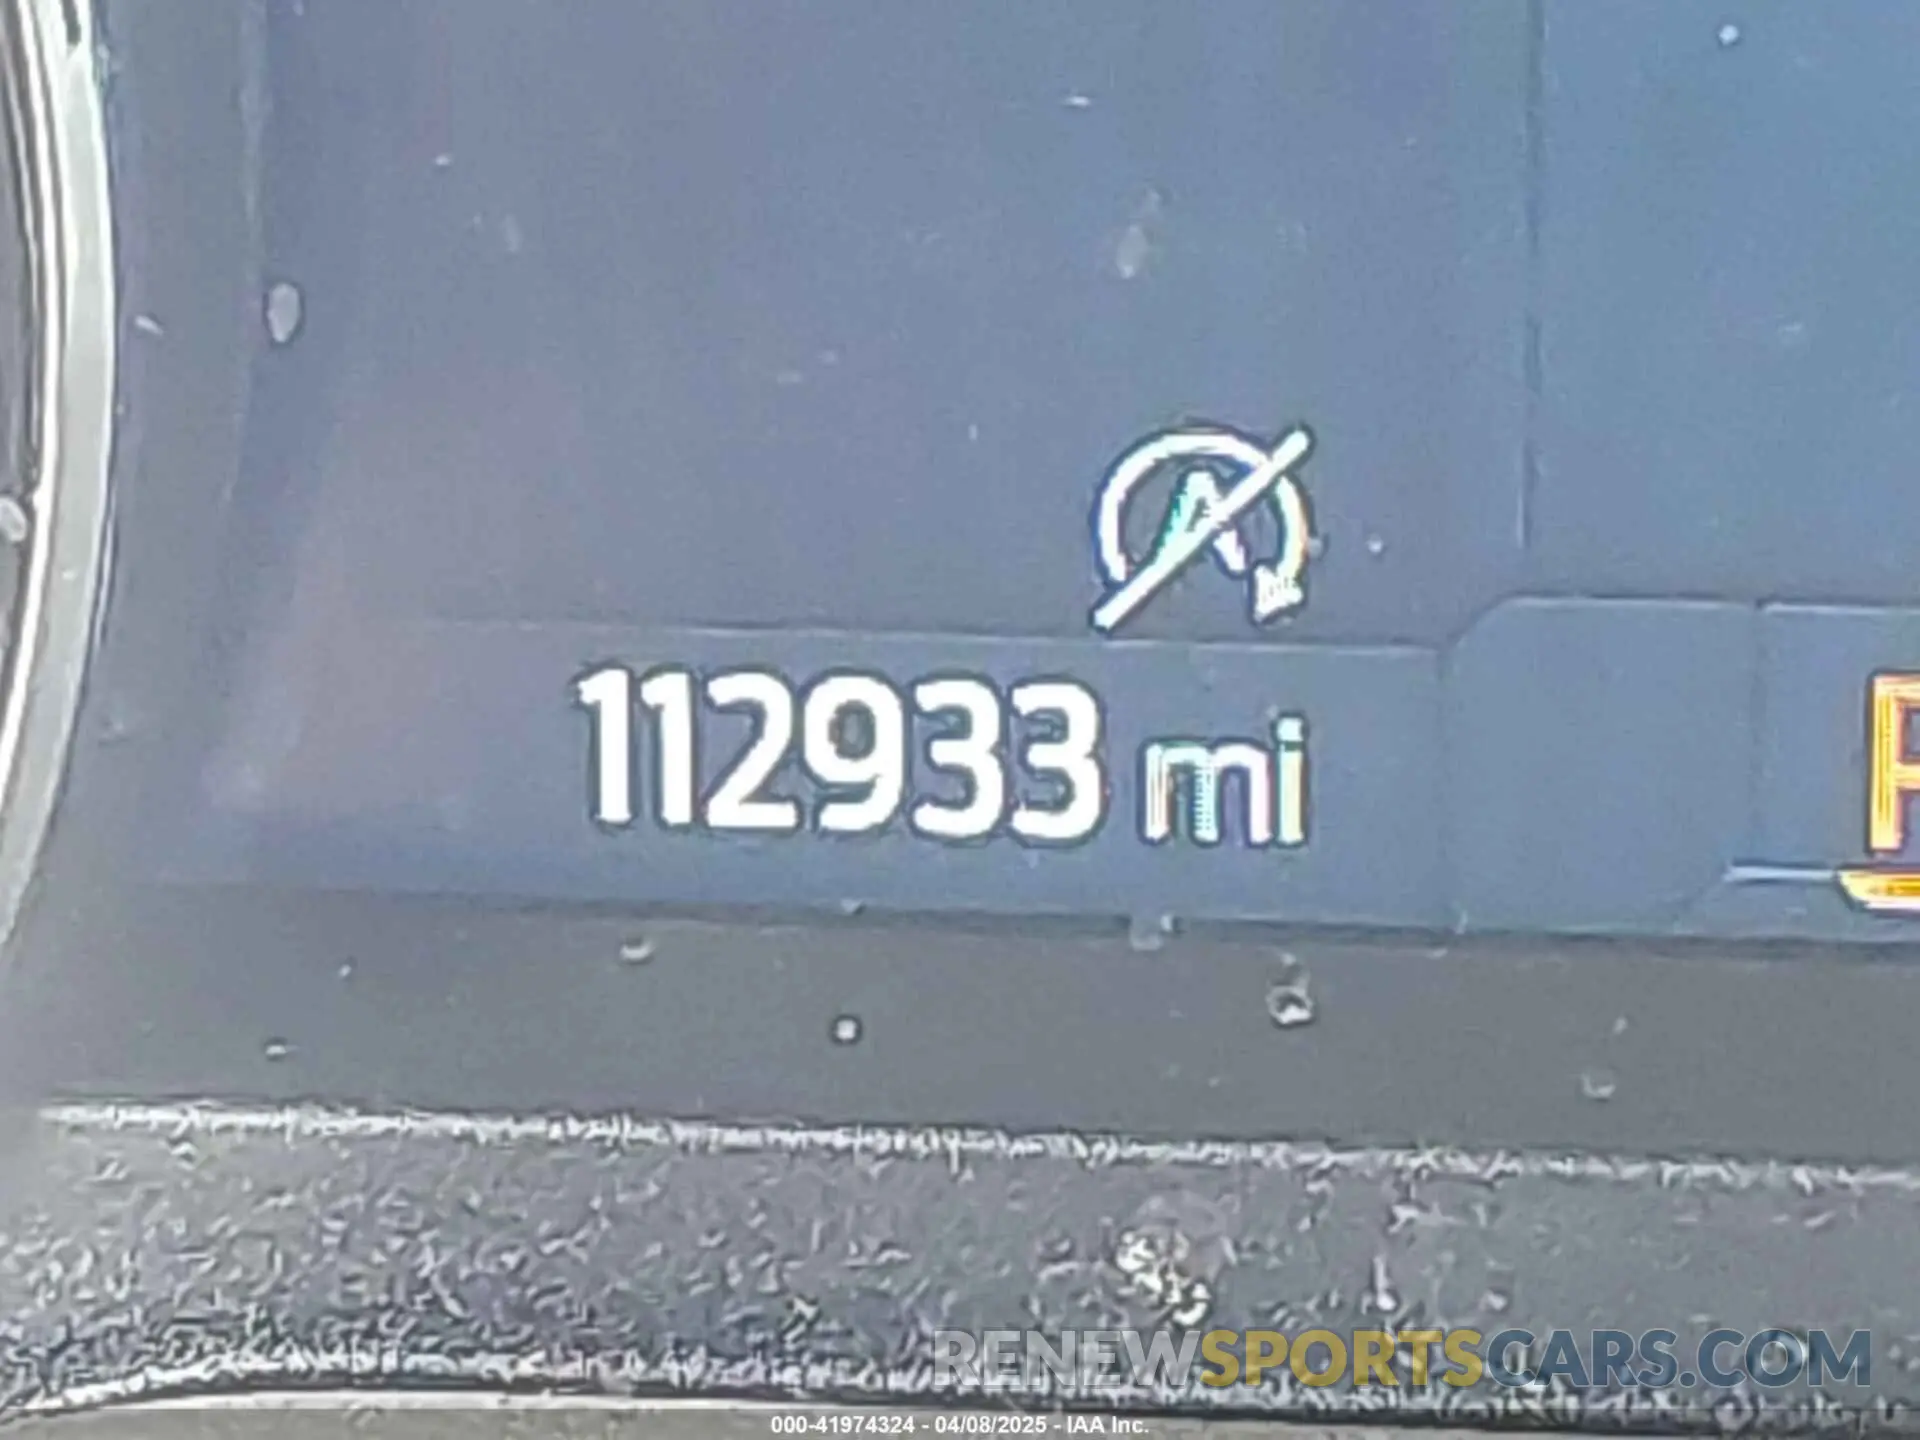 112933 mi
RENEWSPORTSCARS.COM
000-41974324 - 04/08/2025 - IAA Inc.